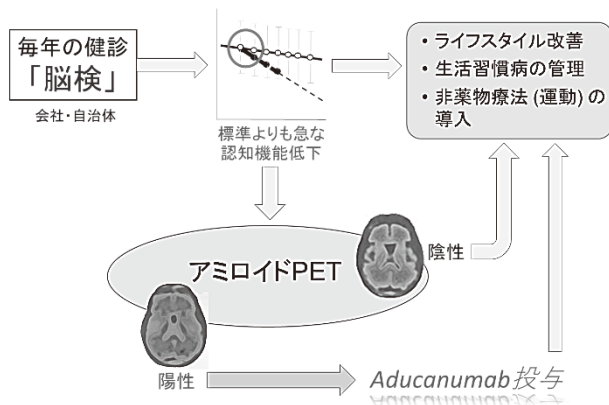 毎年の健診
「脳検」
会社・自治体
標準よりも急な
認知機能低下
・ライフスタイル改善
・生活習慣病の管理
・非薬物療法 (運動) の
導入
アミロイドPET
陰性
陽性
Aducanumab投与